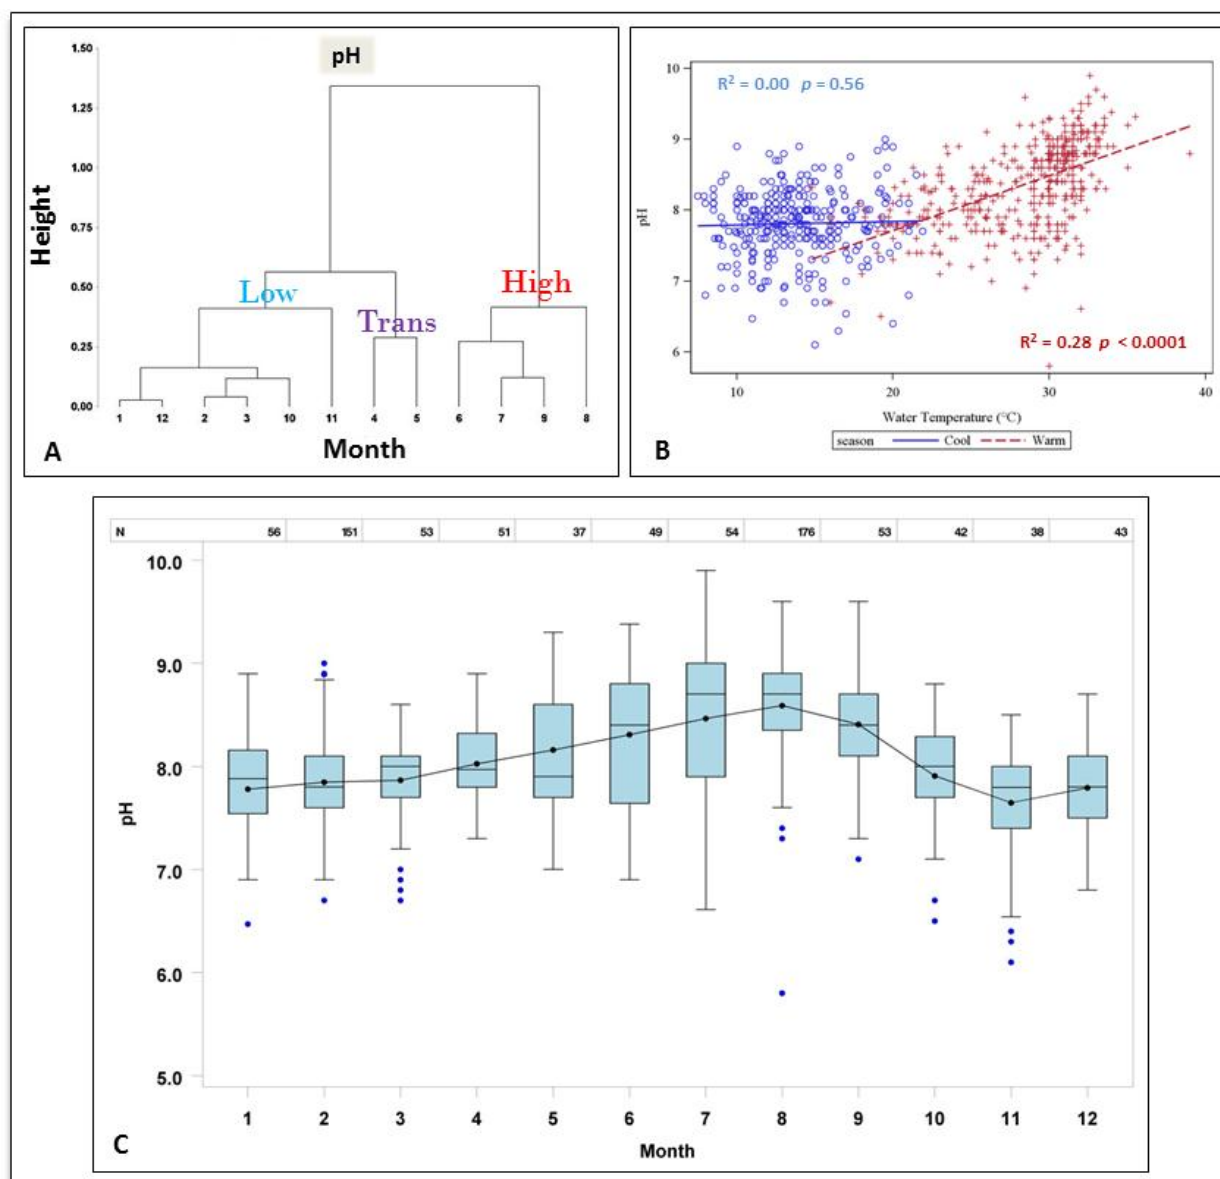 pH
1.50
1.25
1.00
0.75
0.50
0.25
0.00
Height
Low
Trans
High
1 12 2 3 10 11 4 5 6 7 9 8
A
Month
R² = 0.00 p = 0.56
10
9
8
7
6
pH
R² = 0.28 p < 0.0001
10 20 30 40
Water Temperature (°C)
season Cool Warm
B
N 56 151 53 51 37 49 54 176 53 42 38 43
10.0
9.0
8.0
7.0
6.0
5.0
pH
1 2 3 4 5 6 7 8 9 10 11 12
Month
C